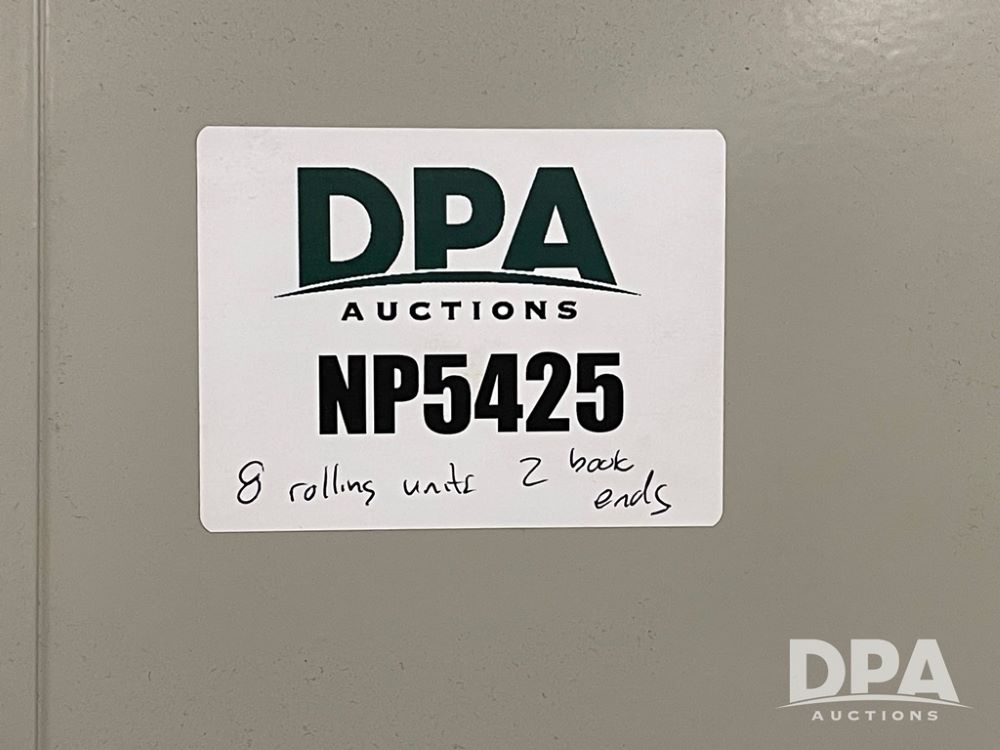 DPA
AUCTIONS
NP5425
8 rolling units 2 book
ends
DPA
AUCTIONS